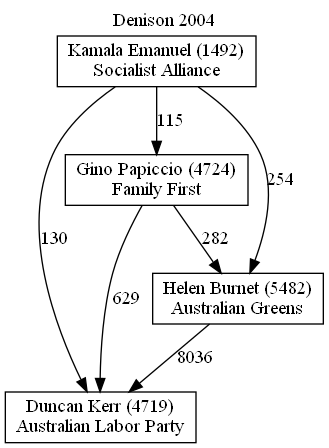 Denison 2004
Kamala Emanuel (1492)
Socialist Alliance
115
Gino Papiccio (4724)
Family First
254
130
282
Helen Burnet (5482)
Australian Greens
629
8036
Duncan Kerr (4719)
Australian Labor Party